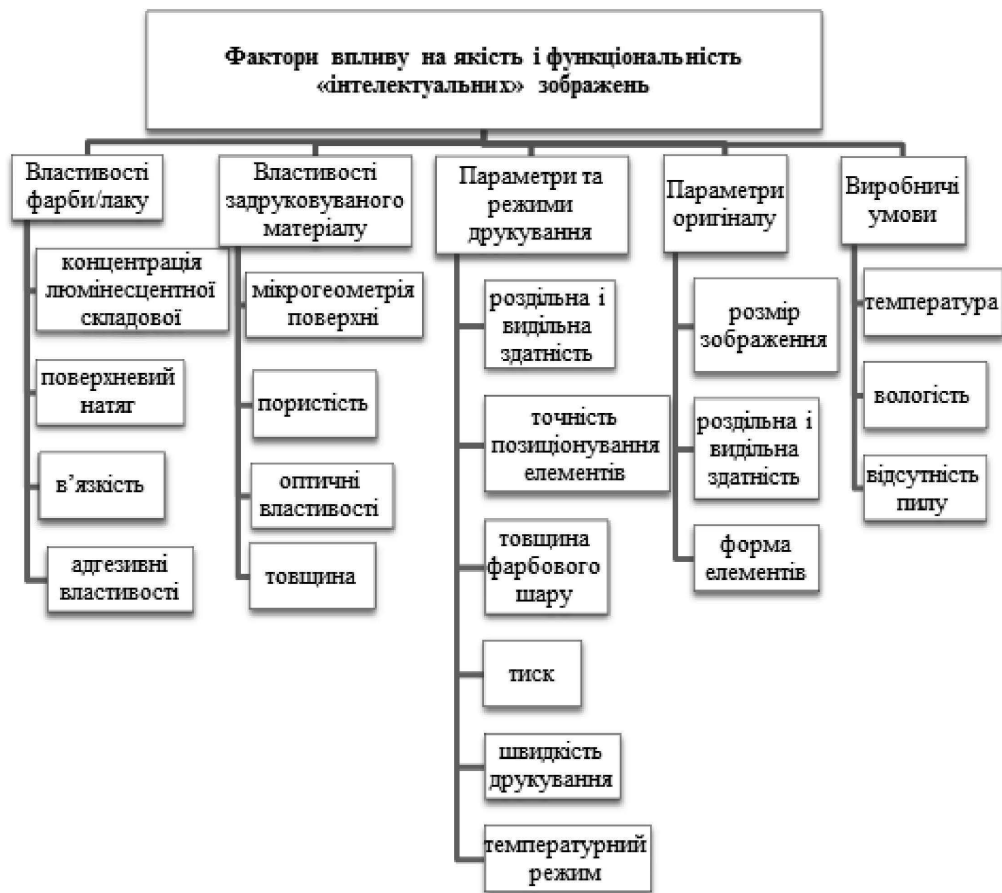 Фактори впливу на якість і функціональність
«інтелектуальних» зображень
Властивості
фарби/лаку
концентрація
люмінесцентної
складової
поверхневий
натяг
в’язкість
адгезивні
властивості
Властивості
задруковуваного
матеріалу
мікрогеометрія
поверхні
пористість
оптичні
властивості
товщина
Параметри та
режими
друкування
роздільна і
видільна
здатність
точність
позиціонування
елементів
товщина
фарбового
шару
тиск
швидкість
друкування
температурний
режим
Параметри
оригіналу
розмір
зображення
роздільна і
видільна
здатність
форма
елементів
Виробничі
умови
температура
вологість
відсутність
пилу